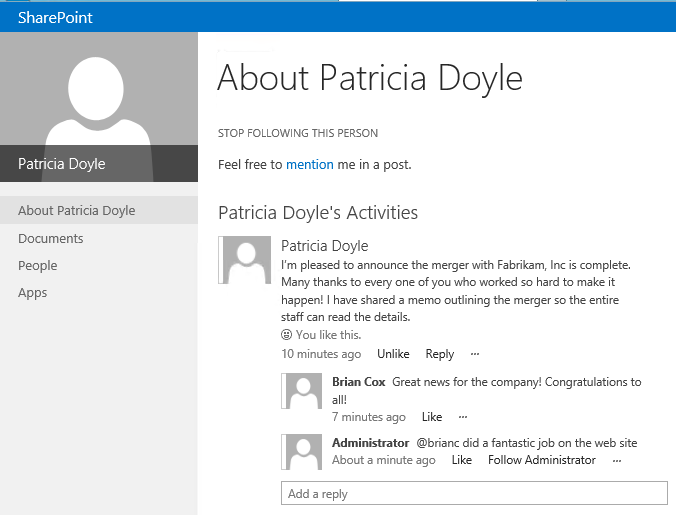 SharePoint
Patricia Doyle
About Patricia Doyle
Documents
People
Apps
About Patricia Doyle
STOP FOLLOWING THIS PERSON
Feel free to mention me in a post.
Patricia Doyle's Activities
Patricia Doyle
I'm pleased to announce the merger with Fabrikam, Inc is complete.
Many thanks to every one of you who worked so hard to make it
happen! I have shared a memo outlining the merger so the entire
staff can read the details.
You like this.
10 minutes ago Unlike Reply ···
Brian Cox Great news for the company! Congratulations to
all!
7 minutes ago Like ···
Administrator @brianc did a fantastic job on the web site
About a minute ago Like Follow Administrator ···
Add a reply